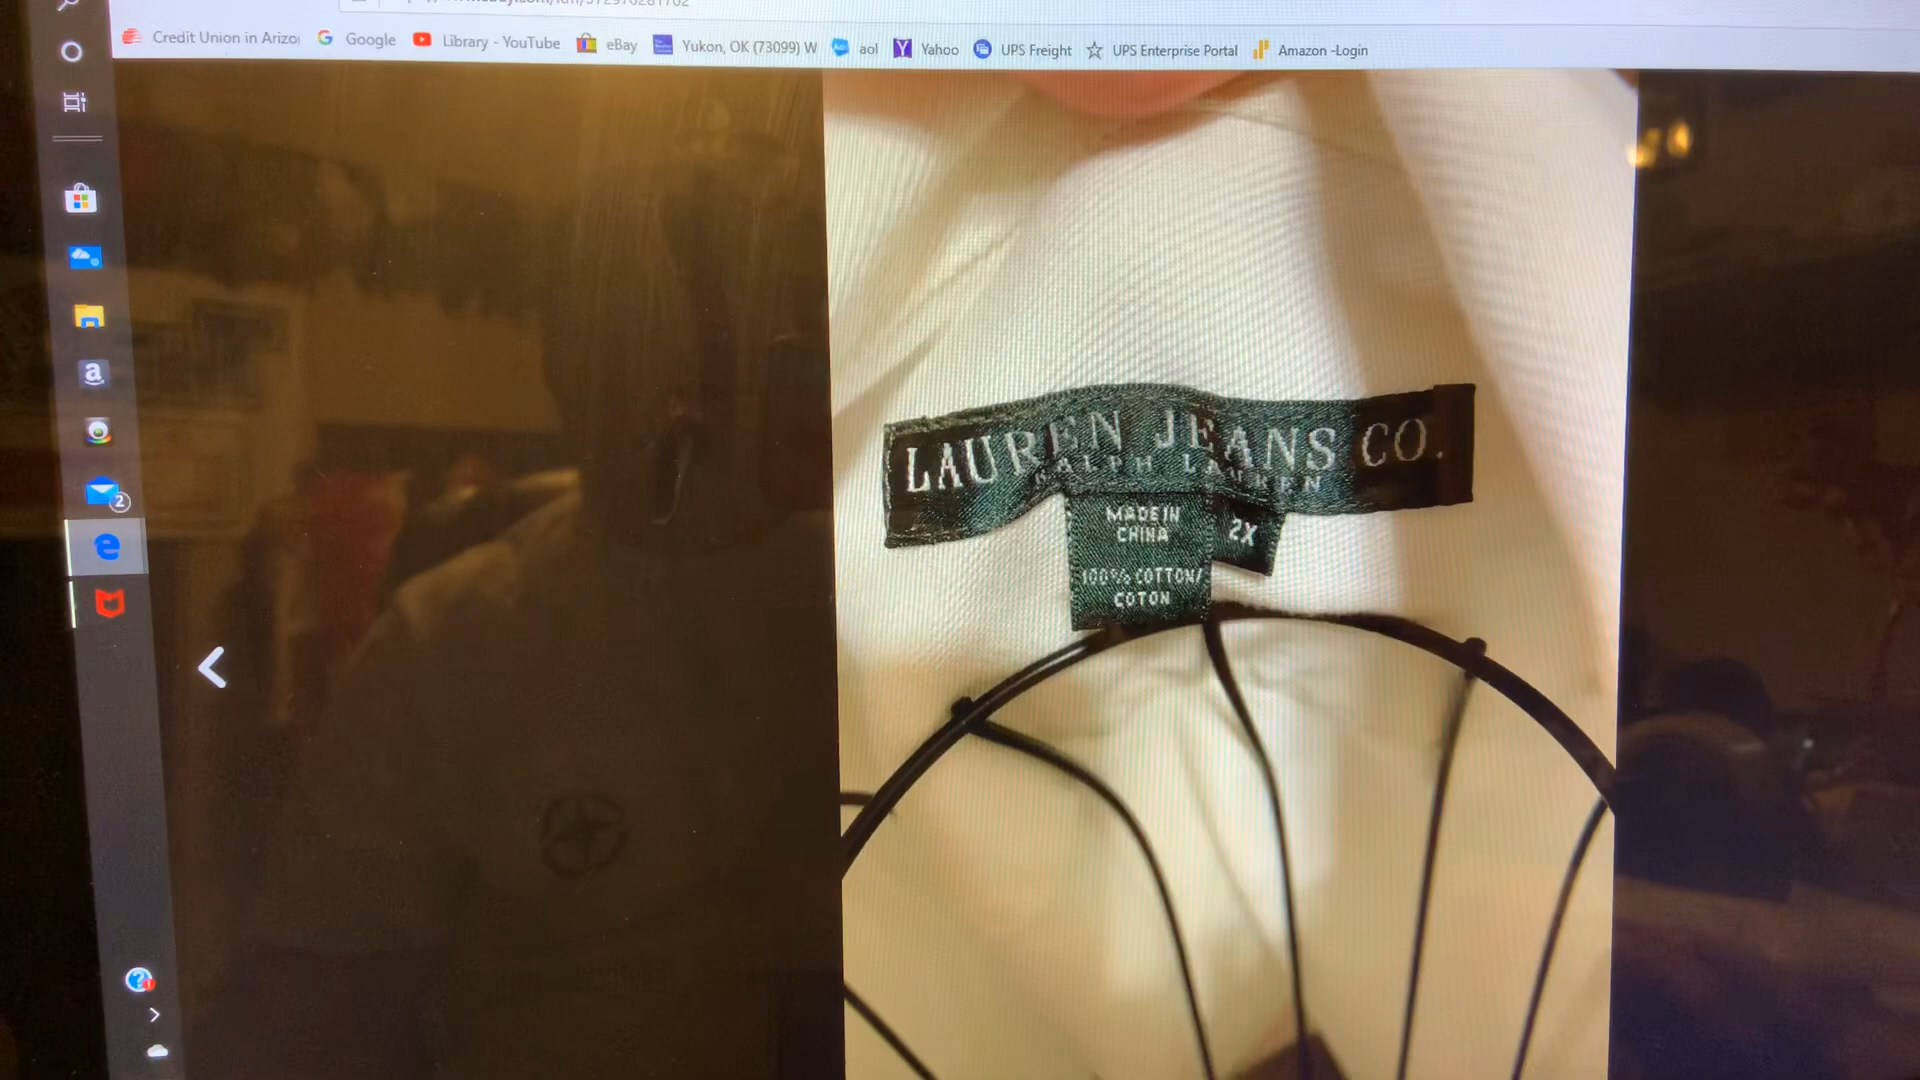 Credit Union in Arizo
Google
Library - YouTube
eBay
Yukon, OK (73099) W
aol
Yahoo
UPS Freight
UPS Enterprise Portal
Amazon -Login
LAUREN JEANS CO.
RALPH LAUREN
MADE IN
CHINA
2X
100% COTTON/
COTON
2